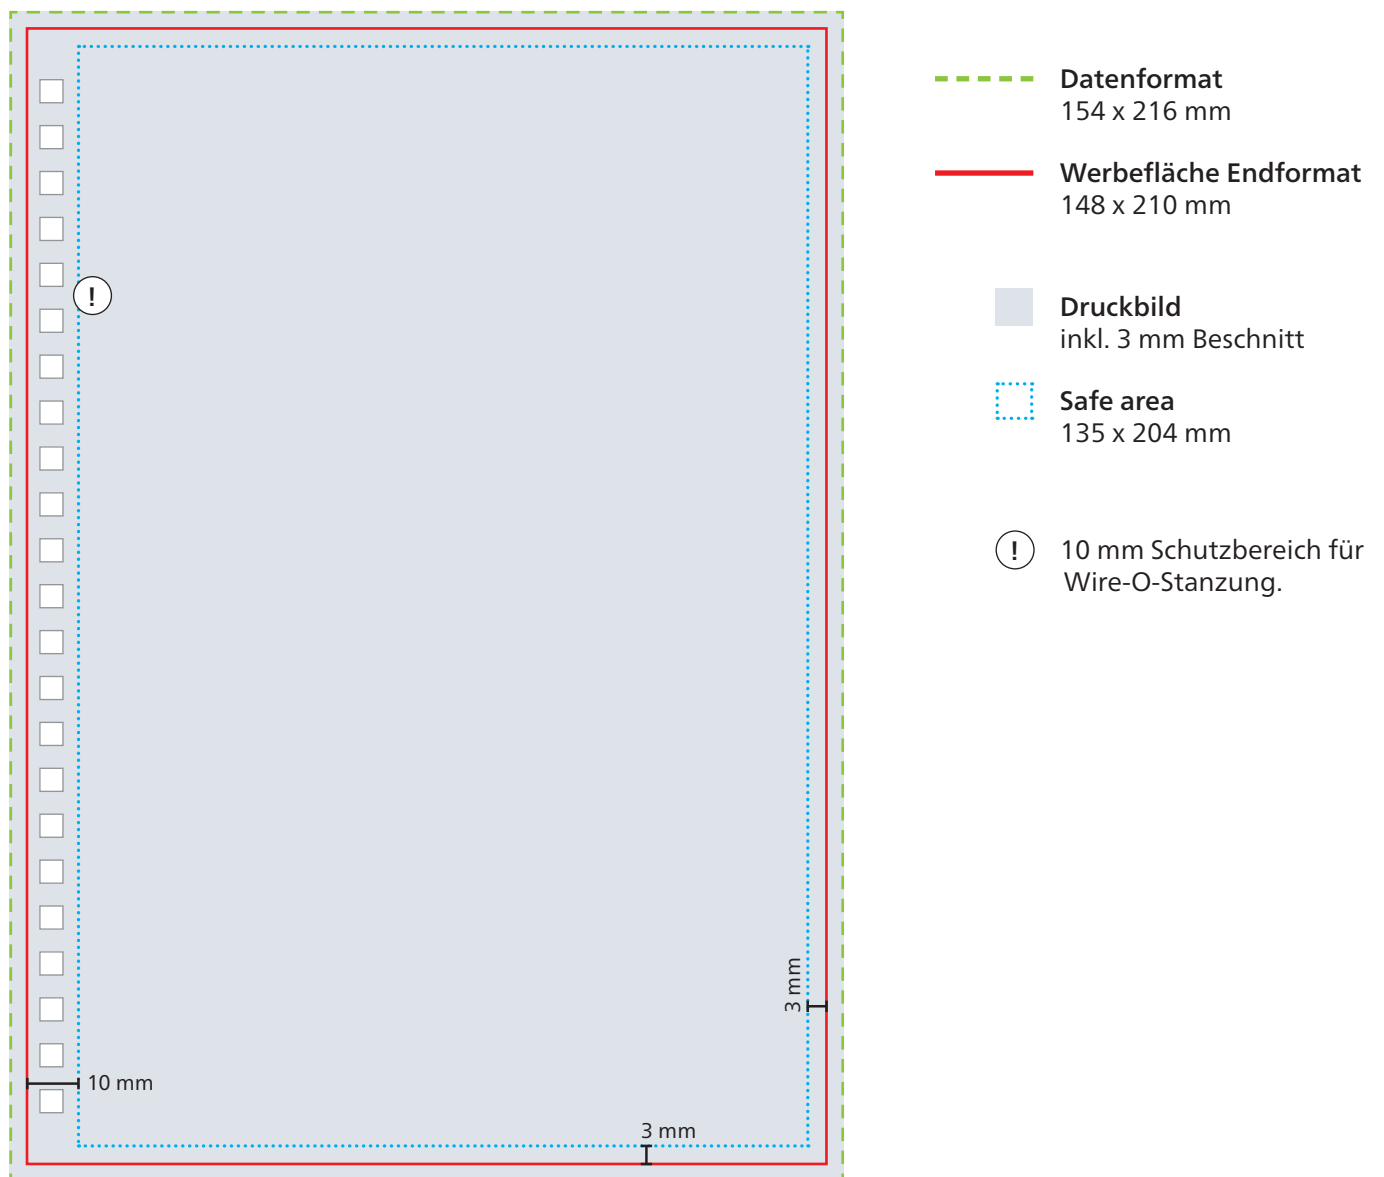 Datenformat
154 x 216 mm
Werbefläche Endformat
148 x 210 mm
Druckbild
inkl. 3 mm Beschnitt
Safe area
135 x 204 mm
! 10 mm Schutzbereich für
Wire-O-Stanzung.
!
3 mm
10 mm
3 mm